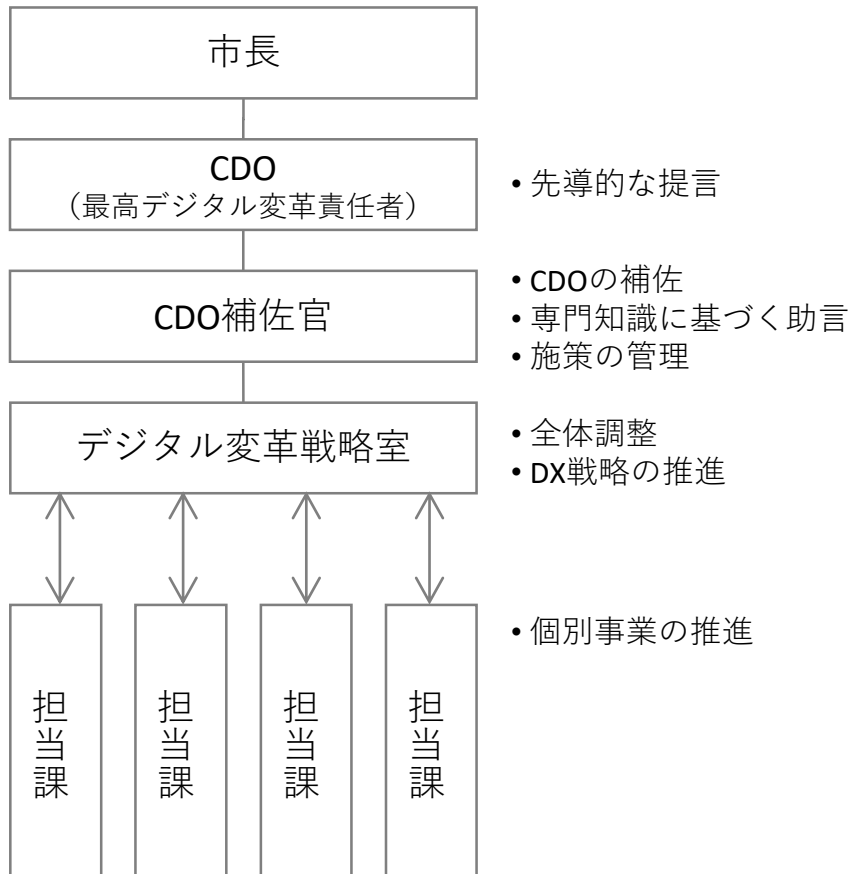 市長
CDO
（最高デジタル変革責任者）
• 先導的な提言
CDO補佐官
• CDOの補佐
• 専門知識に基づく助言
• 施策の管理
デジタル変革戦略室
• 全体調整
• DX戦略の推進
• 個別事業の推進
担当課
担当課
担当課
担当課